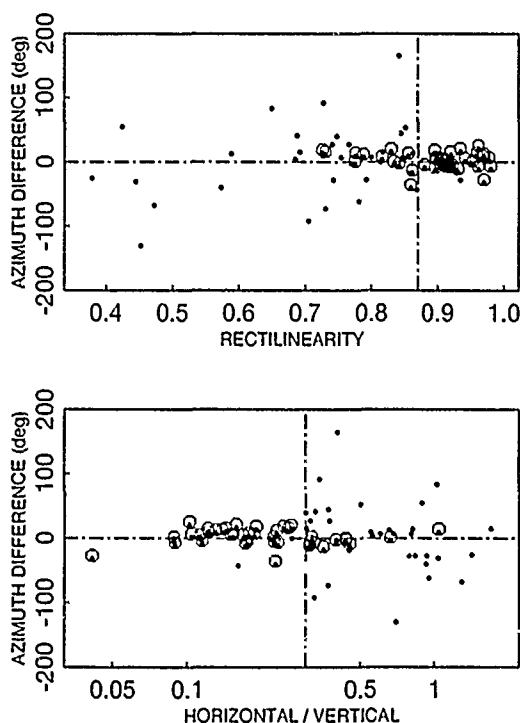 AZIMUTH DIFFERENCE (deg)
200
100
0
-100
-200
0.4 0.5 0.6 0.7 0.8 0.9 1.0
RECTILINEARITY
AZIMUTH DIFFERENCE (deg)
200
100
0
-100
-200
0.05 0.1 0.5 1
HORIZONTAL / VERTICAL